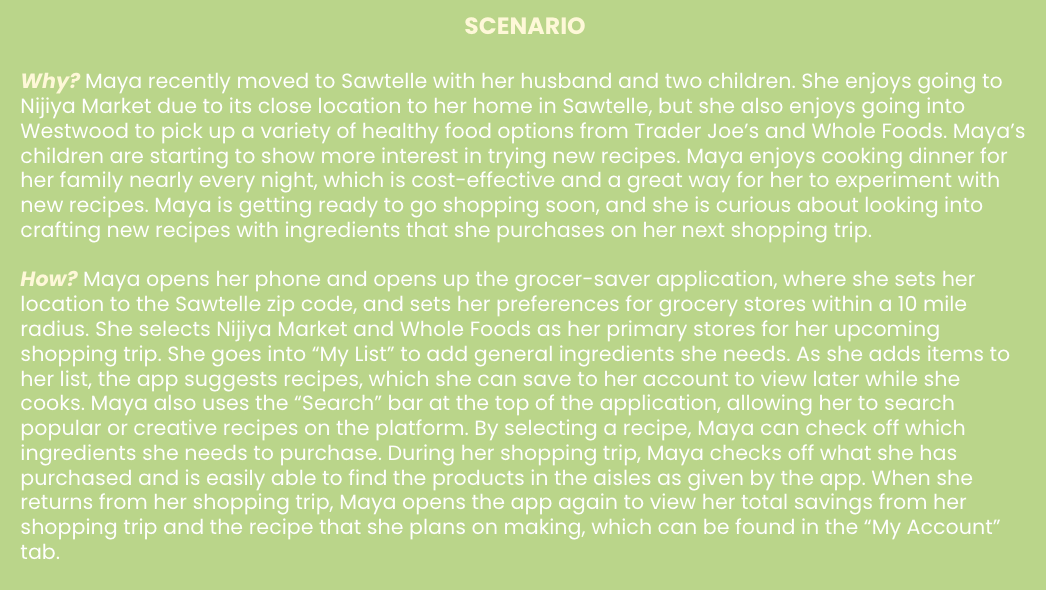 SCENARIO
Why? Maya recently moved to Sawtelle with her husband and two children. She enjoys going to
Nijiya Market due to its close location to her home in Sawtelle, but she also enjoys going into
Westwood to pick up a variety of healthy food options from Trader Joe’s and Whole Foods. Maya’s
children are starting to show more interest in trying new recipes. Maya enjoys cooking dinner for
her family nearly every night, which is cost-effective and a great way for her to experiment with
new recipes. Maya is getting ready to go shopping soon, and she is curious about looking into
crafting new recipes with ingredients that she purchases on her next shopping trip.
How? Maya opens her phone and opens up the grocer-saver application, where she sets her
location to the Sawtelle zip code, and sets her preferences for grocery stores within a 10 mile
radius. She selects Nijiya Market and Whole Foods as her primary stores for her upcoming
shopping trip. She goes into “My List” to add general ingredients she needs. As she adds items to
her list, the app suggests recipes, which she can save to her account to view later while she
cooks. Maya also uses the “Search” bar at the top of the application, allowing her to search
popular or creative recipes on the platform. By selecting a recipe, Maya can check off which
ingredients she needs to purchase. During her shopping trip, Maya checks off what she has
purchased and is easily able to find the products in the aisles as given by the app. When she
returns from her shopping trip, Maya opens the app again to view her total savings from her
shopping trip and the recipe that she plans on making, which can be found in the “My Account”
tab.